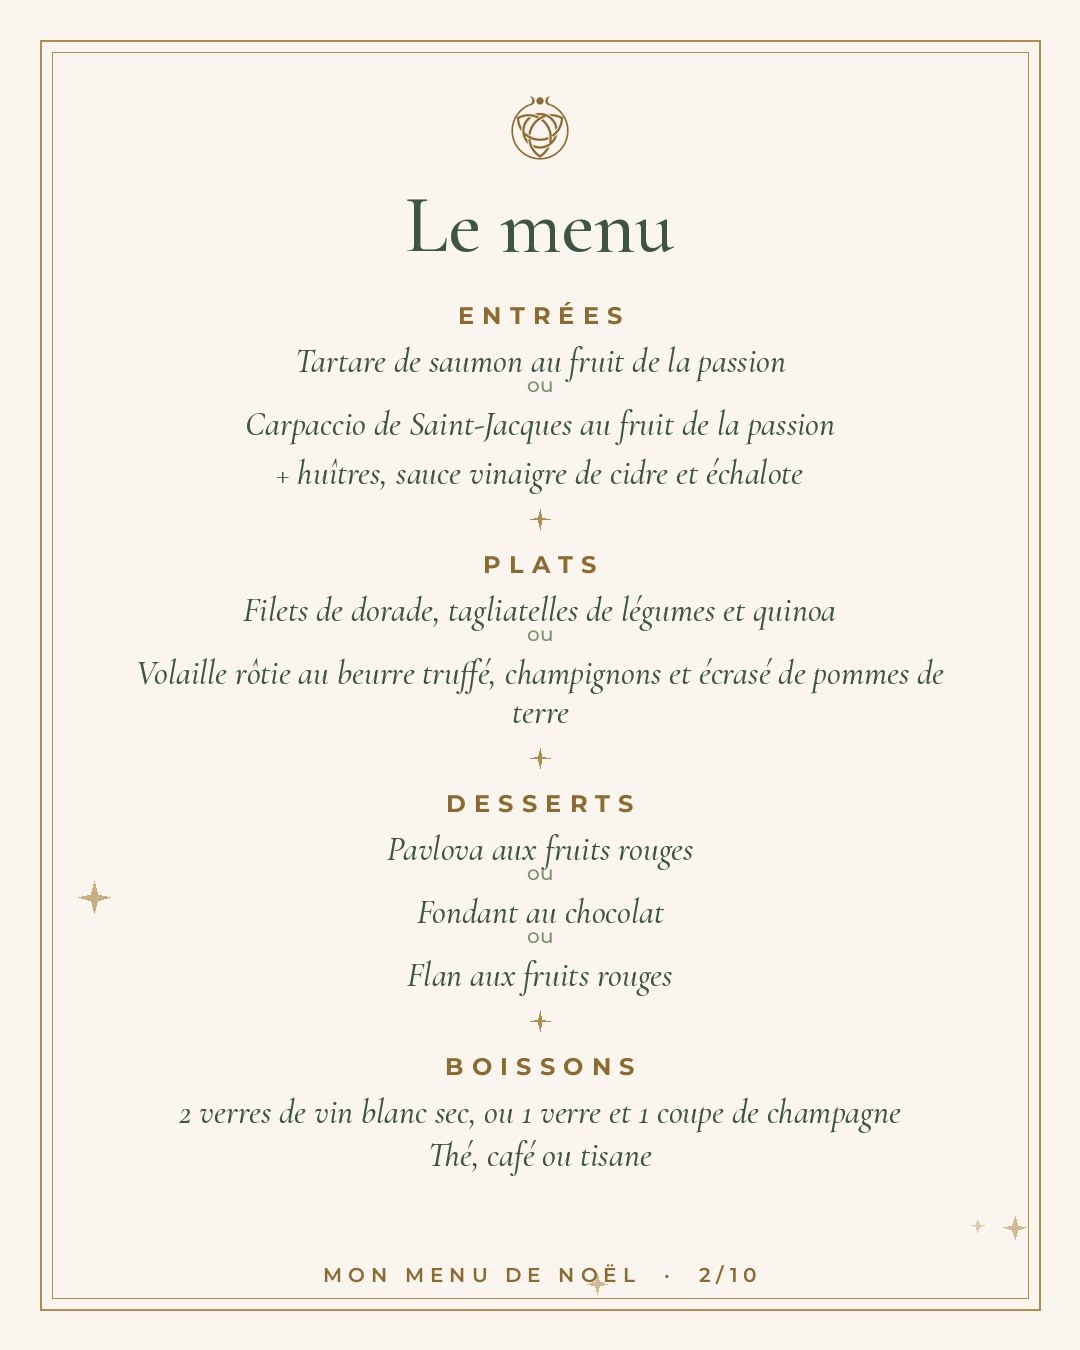 Le menu
ENTRÉES
Tartare de saumon au fruit de la passion
ou
Carpaccio de Saint-Jacques au fruit de la passion
+ huîtres, sauce vinaigre de cidre et échalote
PLATS
Filets de dorade, tagliatelles de légumes et quinoa
ou
Volaille rôtie au beurre truffé, champignons et écrasé de pommes de
terre
DESSERTS
Pavlova aux fruits rouges
ou
Fondant au chocolat
ou
Flan aux fruits rouges
BOISSONS
2 verres de vin blanc sec, ou 1 verre et 1 coupe de champagne
Thé, café ou tisane
MON MENU DE NOËL · 2/10